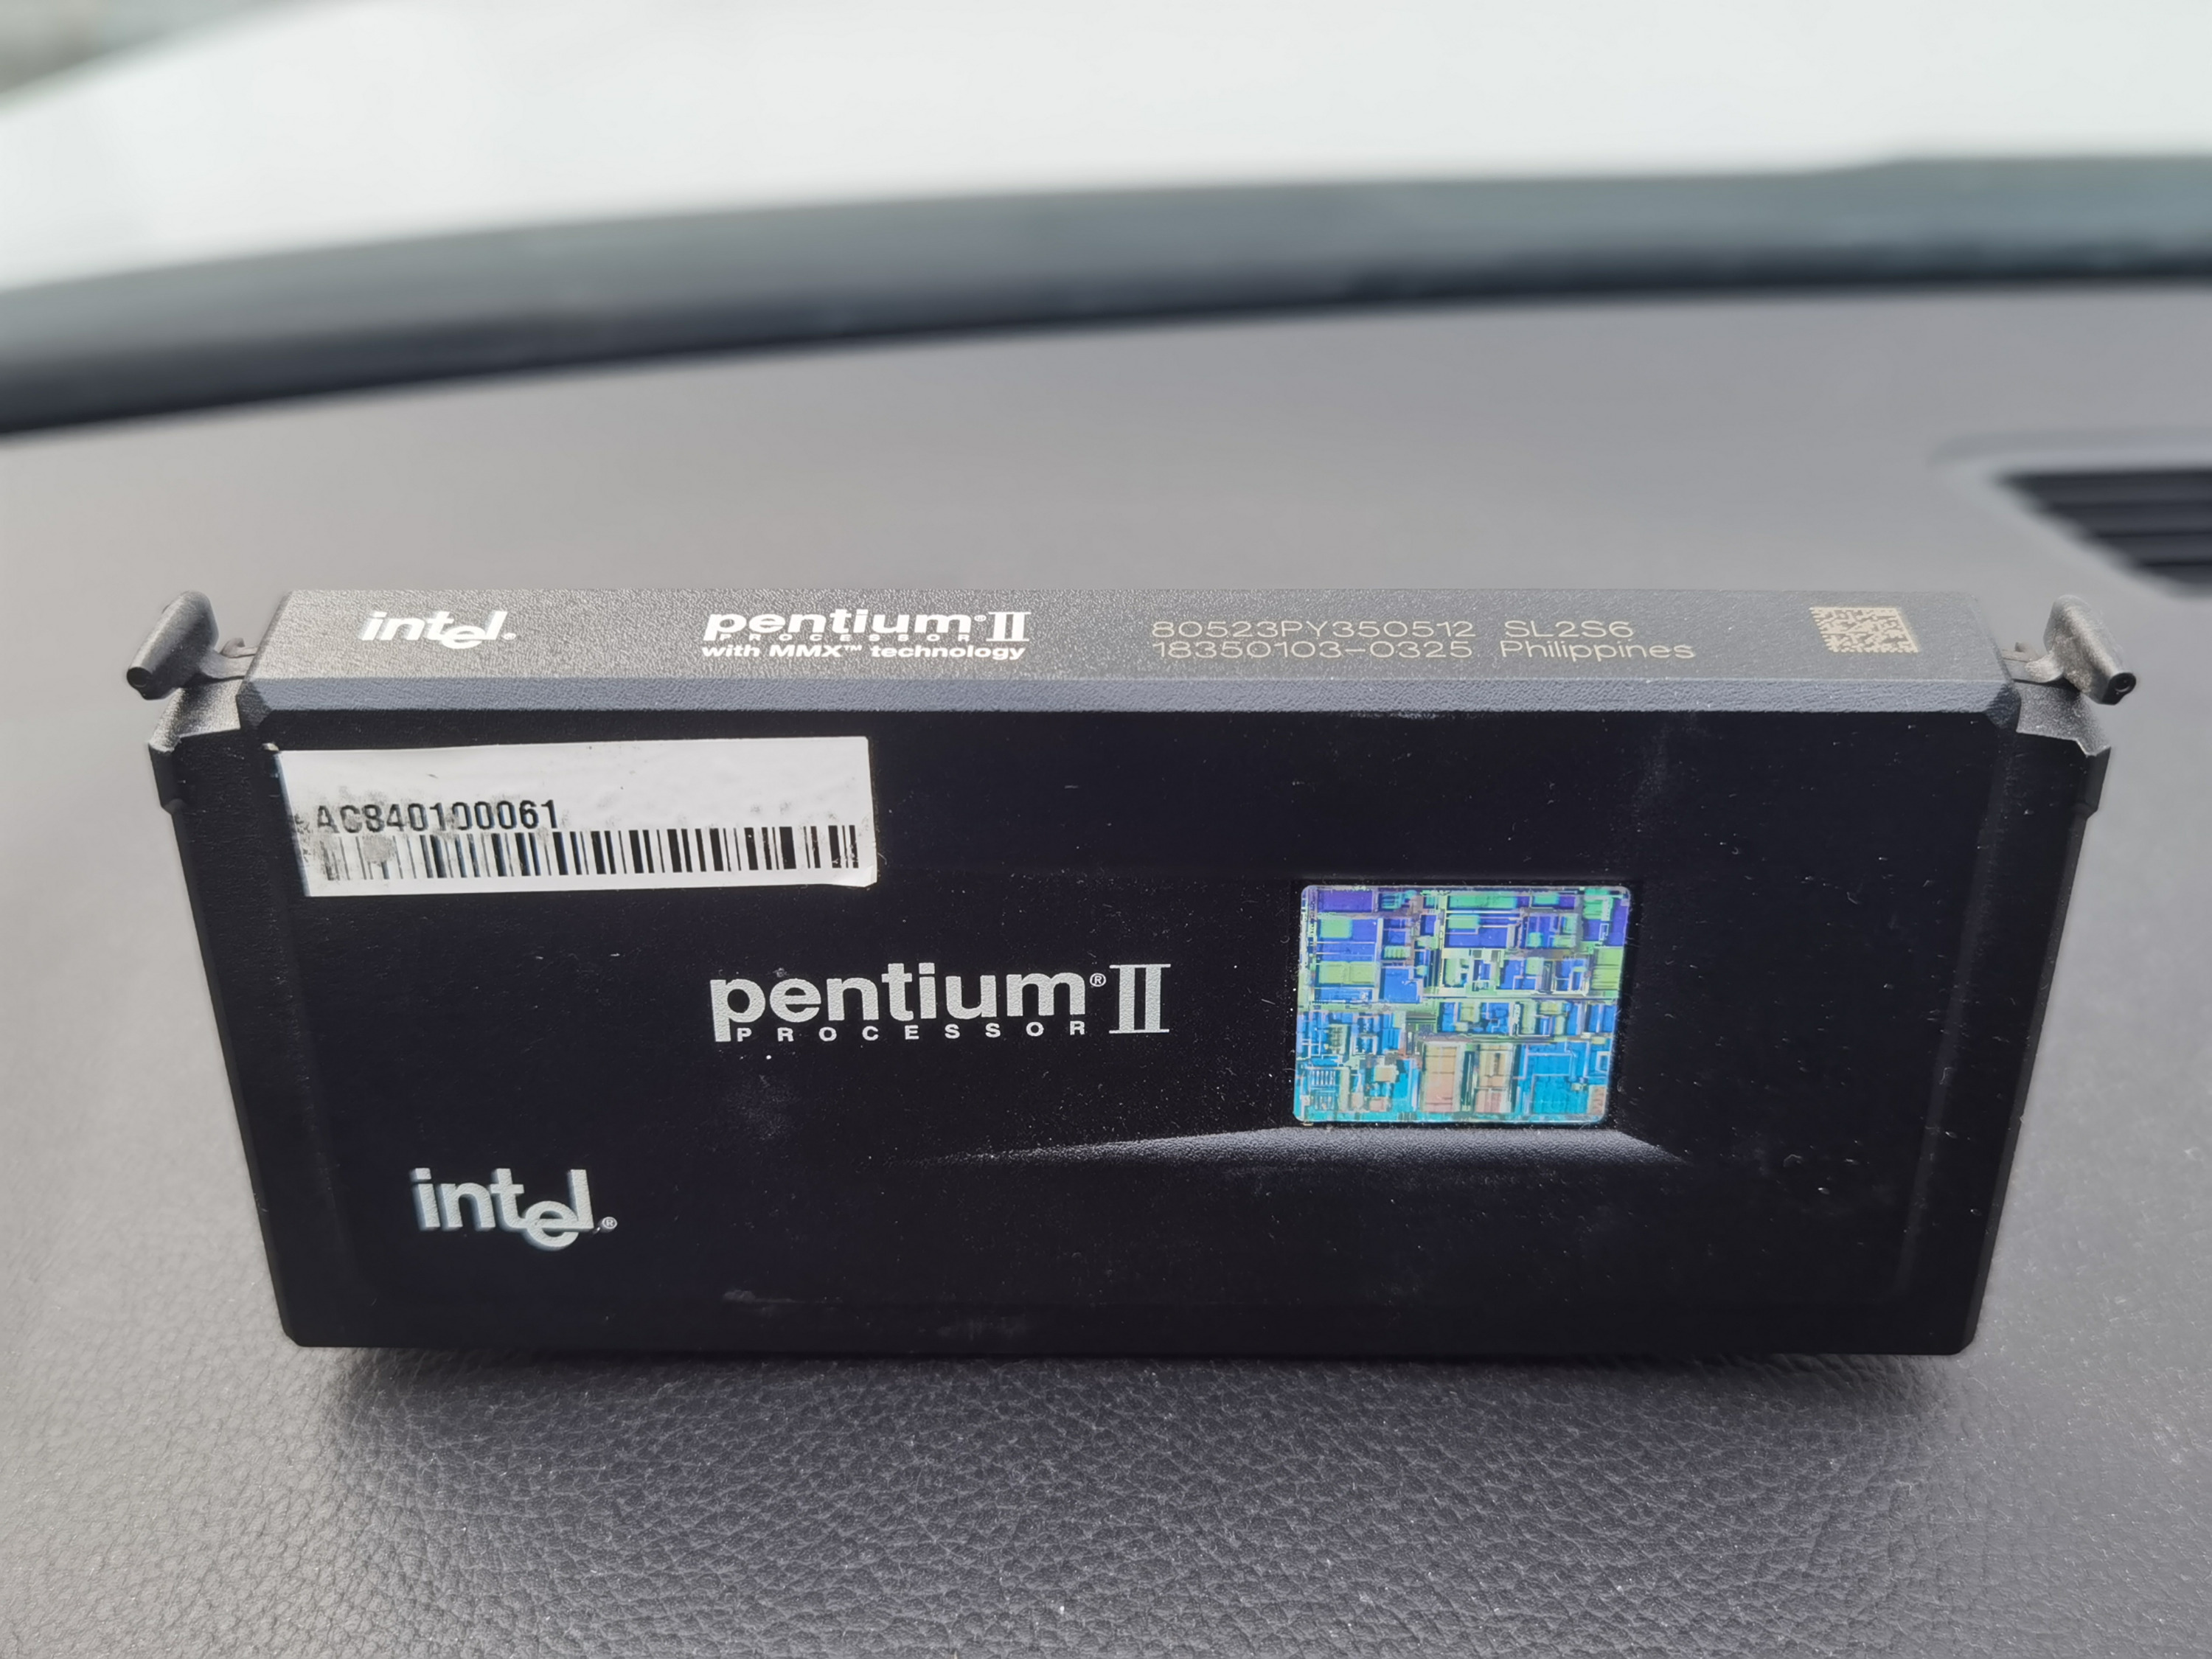 intel®
pentium® II
PROCESSOR
with MMX™ technology
80523PY350512 SL2S6
18350103-0325 Philippines
AC840100061
pentium® II
PROCESSOR
intel®